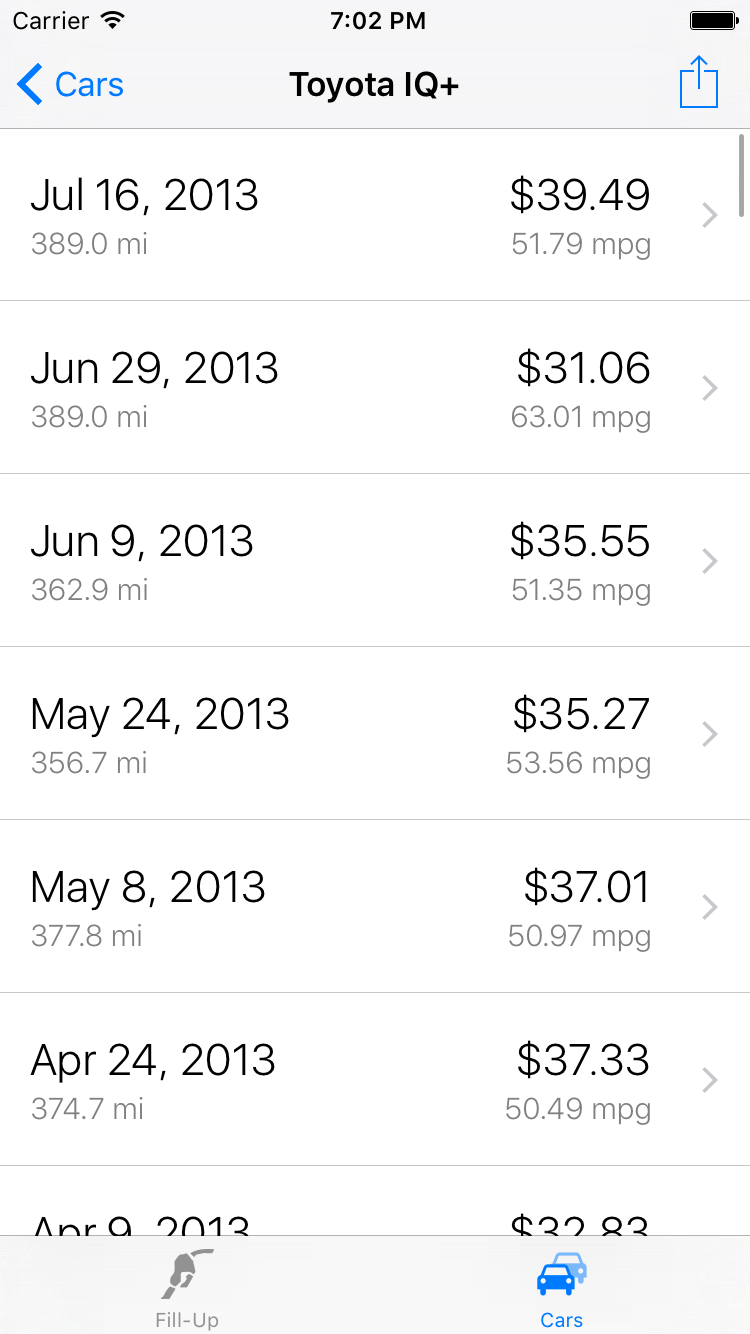 Carrier 7:02 PM
Cars Toyota IQ+
Jul 16, 2013 $39.49
389.0 mi 51.79 mpg
Jun 29, 2013 $31.06
389.0 mi 63.01 mpg
Jun 9, 2013 $35.55
362.9 mi 51.35 mpg
May 24, 2013 $35.27
356.7 mi 53.56 mpg
May 8, 2013 $37.01
377.8 mi 50.97 mpg
Apr 24, 2013 $37.33
374.7 mi 50.49 mpg
Apr 9, 2013 $32.83
Fill-Up Cars